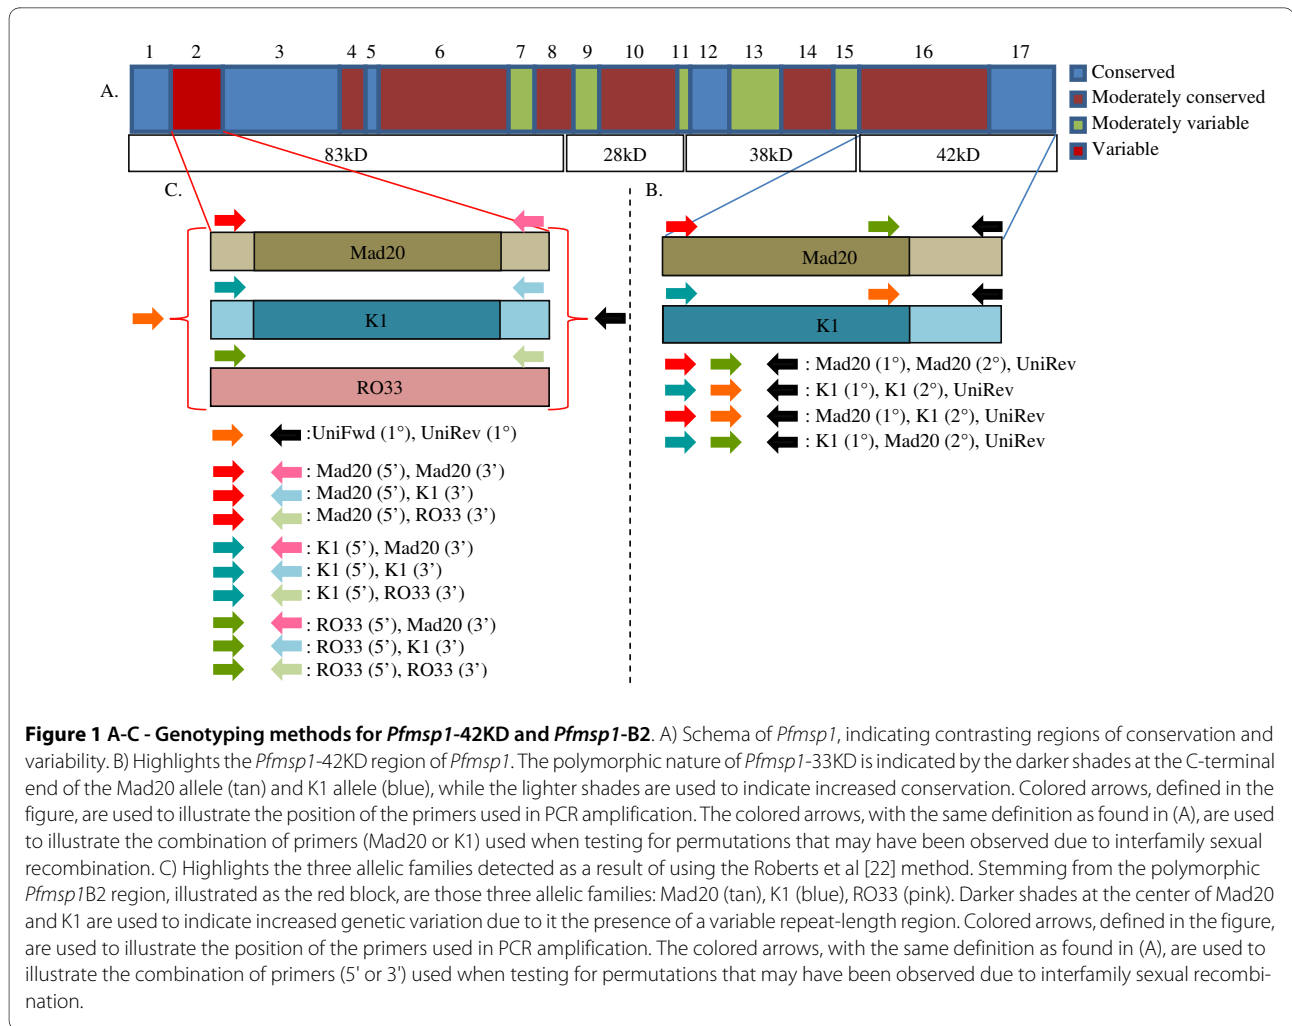 1 2 3 4 5 6 7 8 9 10 11 12 13 14 15 16 17
A.
Conserved
Moderately conserved
Moderately variable
Variable
83kD 28kD 38kD 42kD
C.
Mad20
K1
RO33
:UniFwd (1°), UniRev (1°)
: Mad20 (5’), Mad20 (3’)
: Mad20 (5’), K1 (3’)
: Mad20 (5’), RO33 (3’)
: K1 (5’), Mad20 (3’)
: K1 (5’), K1 (3’)
: K1 (5’), RO33 (3’)
: RO33 (5’), Mad20 (3’)
: RO33 (5’), K1 (3’)
: RO33 (5’), RO33 (3’)
B.
Mad20
K1
: Mad20 (1°), Mad20 (2°), UniRev
: K1 (1°), K1 (2°), UniRev
: Mad20 (1°), K1 (2°), UniRev
: K1 (1°), Mad20 (2°), UniRev
Figure 1 A-C - Genotyping methods for Pfmsp1-42KD and Pfmsp1-B2. A) Schema of Pfmsp1, indicating contrasting regions of conservation and
variability. B) Highlights the Pfmsp1-42KD region of Pfmsp1. The polymorphic nature of Pfmsp1-33KD is indicated by the darker shades at the C-terminal
end of the Mad20 allele (tan) and K1 allele (blue), while the lighter shades are used to indicate increased conservation. Colored arrows, defined in the
figure, are used to illustrate the position of the primers used in PCR amplification. The colored arrows, with the same definition as found in (A), are used
to illustrate the combination of primers (Mad20 or K1) used when testing for permutations that may have been observed due to interfamily sexual
recombination. C) Highlights the three allelic families detected as a result of using the Roberts et al [22] method. Stemming from the polymorphic
Pfmsp1B2 region, illustrated as the red block, are those three allelic families: Mad20 (tan), K1 (blue), RO33 (pink). Darker shades at the center of Mad20
and K1 are used to indicate increased genetic variation due to it the presence of a variable repeat-length region. Colored arrows, defined in the figure,
are used to illustrate the position of the primers used in PCR amplification. The colored arrows, with the same definition as found in (A), are used to
illustrate the combination of primers (5' or 3') used when testing for permutations that may have been observed due to interfamily sexual recombi-
nation.